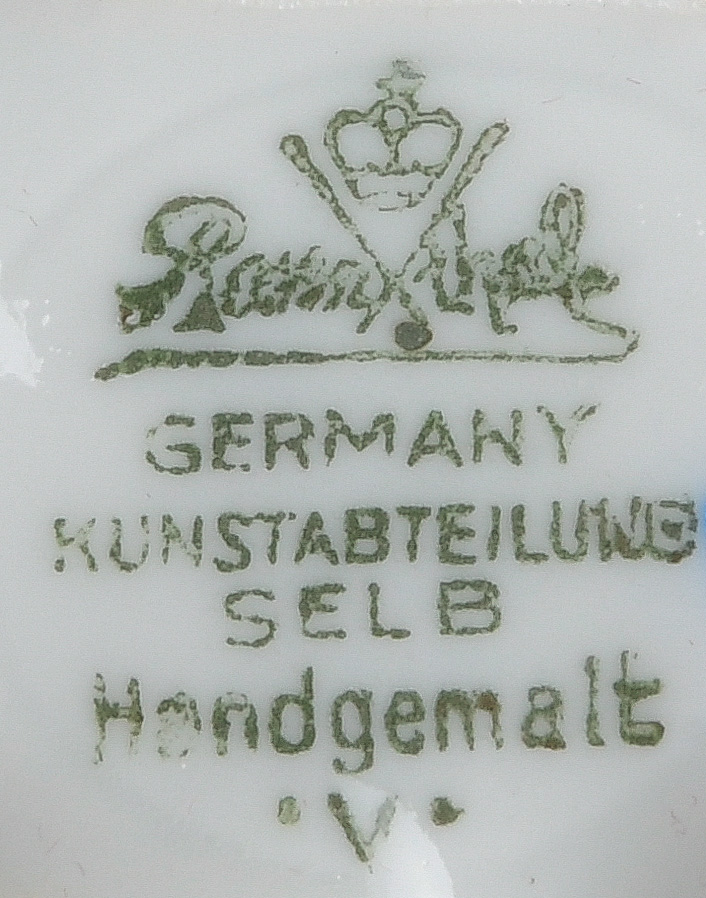 Rosenthal
GERMANY
KUNSTABTEILUNG
SELB
Handgemalt
• V •